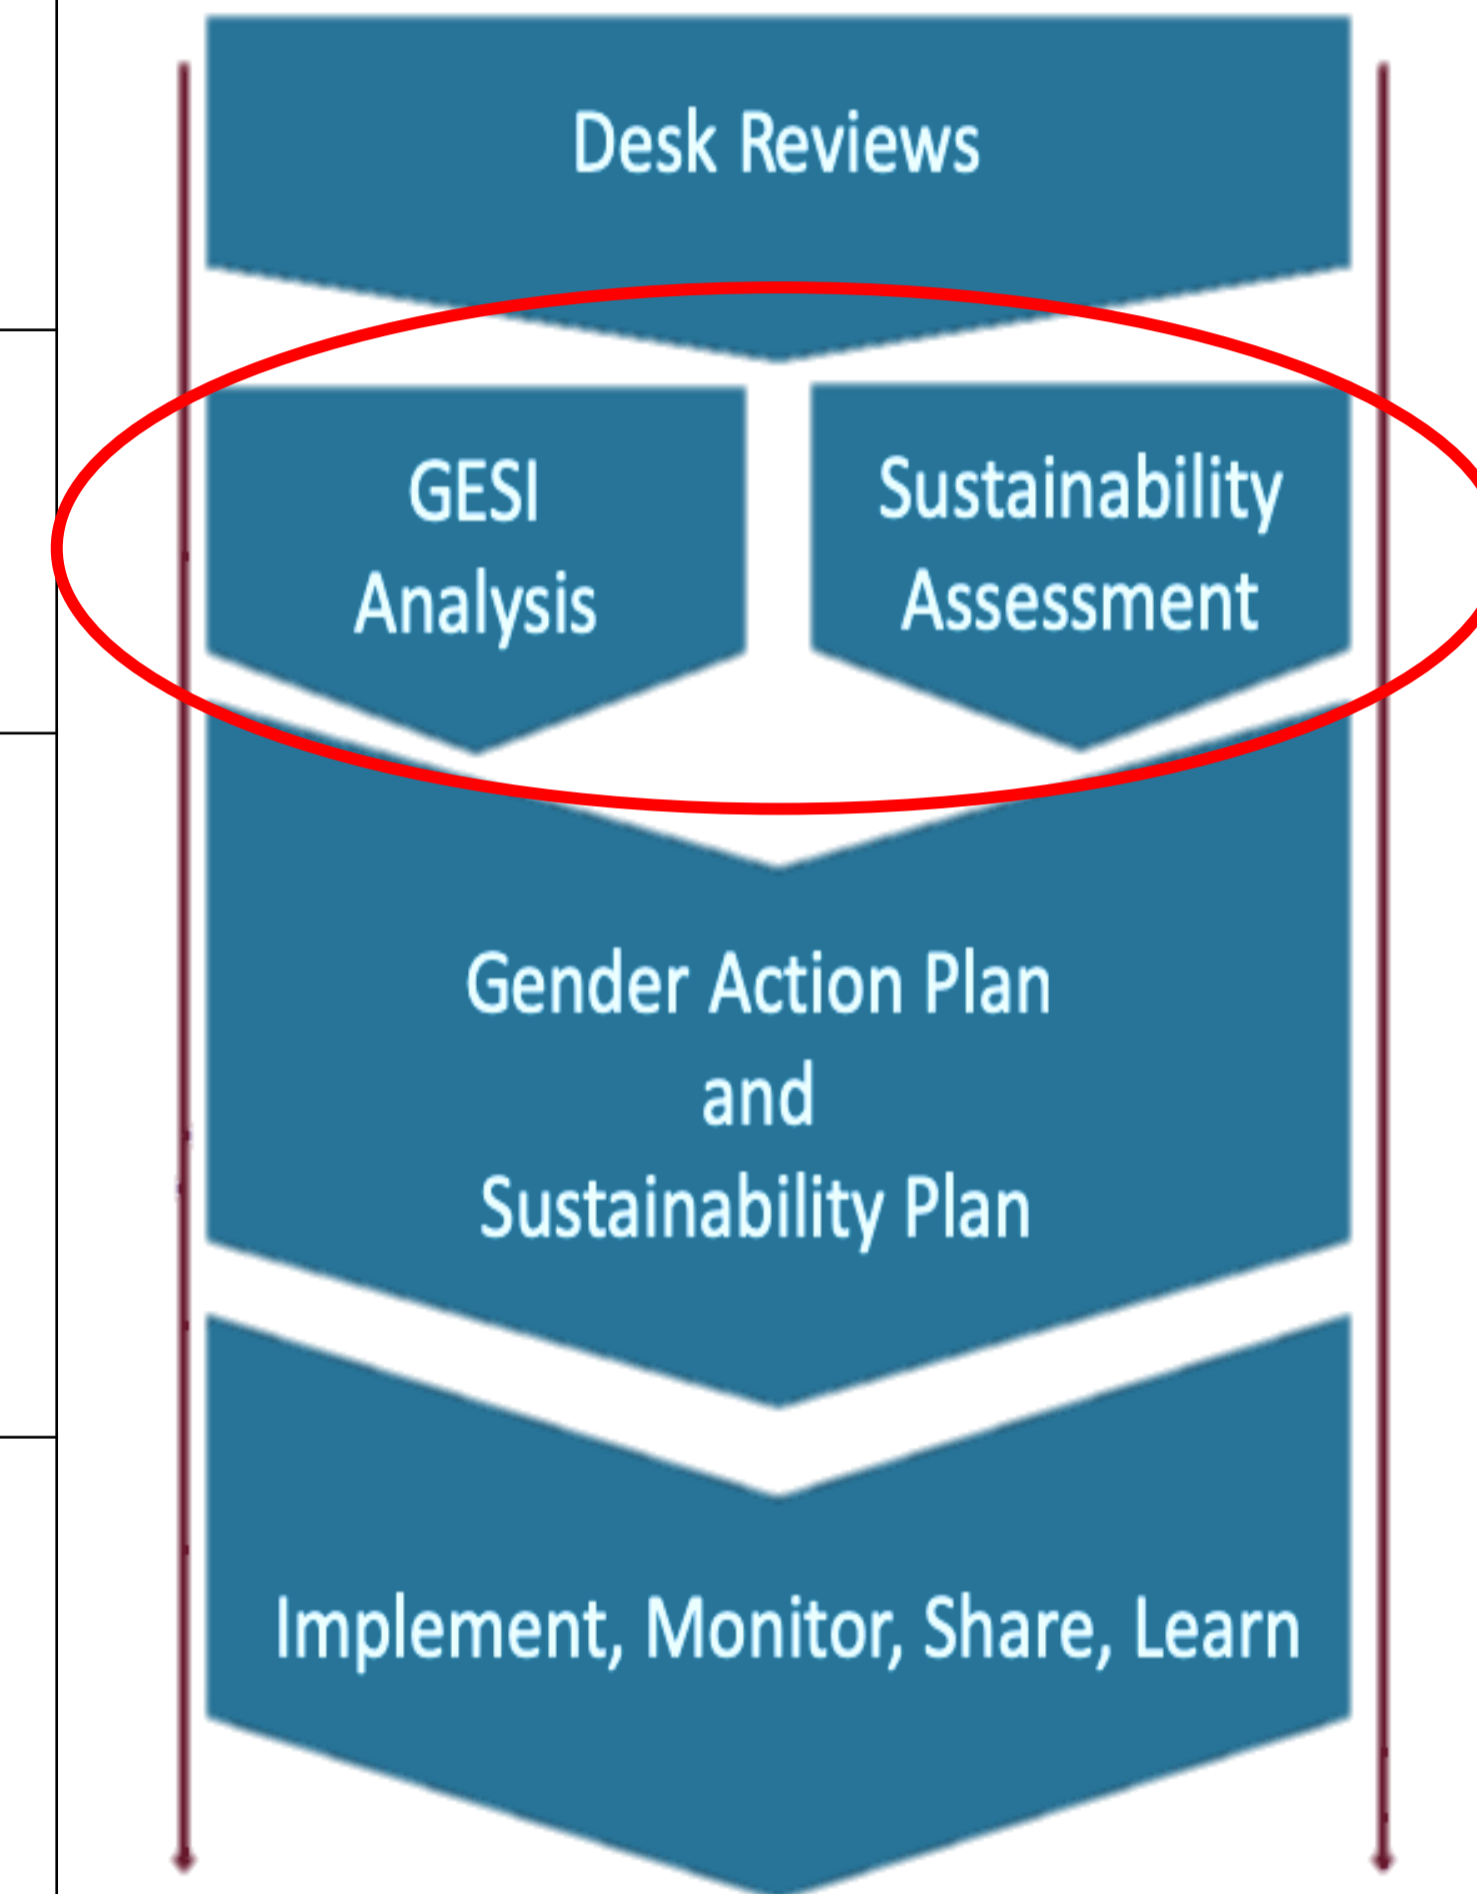 Desk Reviews
GESI
Analysis
Sustainability
Assessment
Gender Action Plan
and
Sustainability Plan
Implement, Monitor, Share, Learn